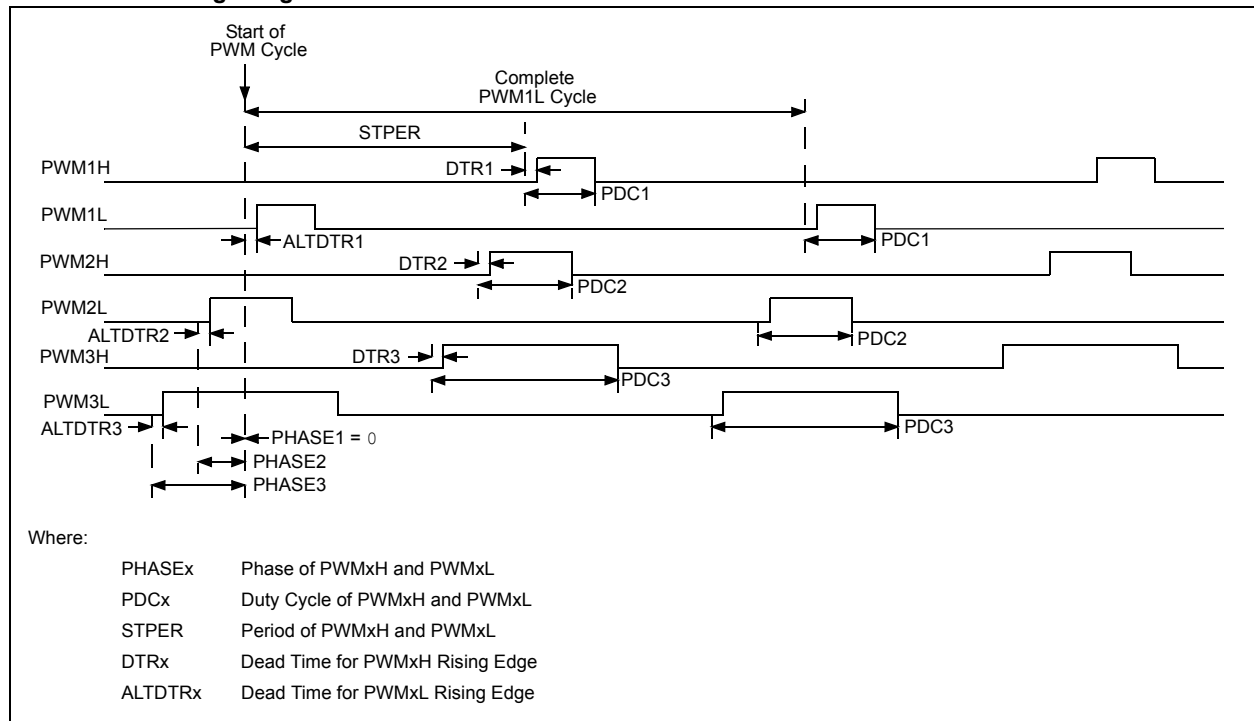 Start of
PWM Cycle
Complete
PWM1L Cycle
STPER
PWM1H
DTR1
PDC1
PWM1L
ALTDTR1
PDC1
PWM2H
DTR2
PDC2
PWM2L
ALTDTR2
PDC2
PWM3H
DTR3
PDC3
PWM3L
ALTDTR3
PDC3
PHASE1 = 0
PHASE2
PHASE3
Where:
PHASEx Phase of PWMxH and PWMxL
PDCx Duty Cycle of PWMxH and PWMxL
STPER Period of PWMxH and PWMxL
DTRx Dead Time for PWMxH Rising Edge
ALTDTRx Dead Time for PWMxL Rising Edge